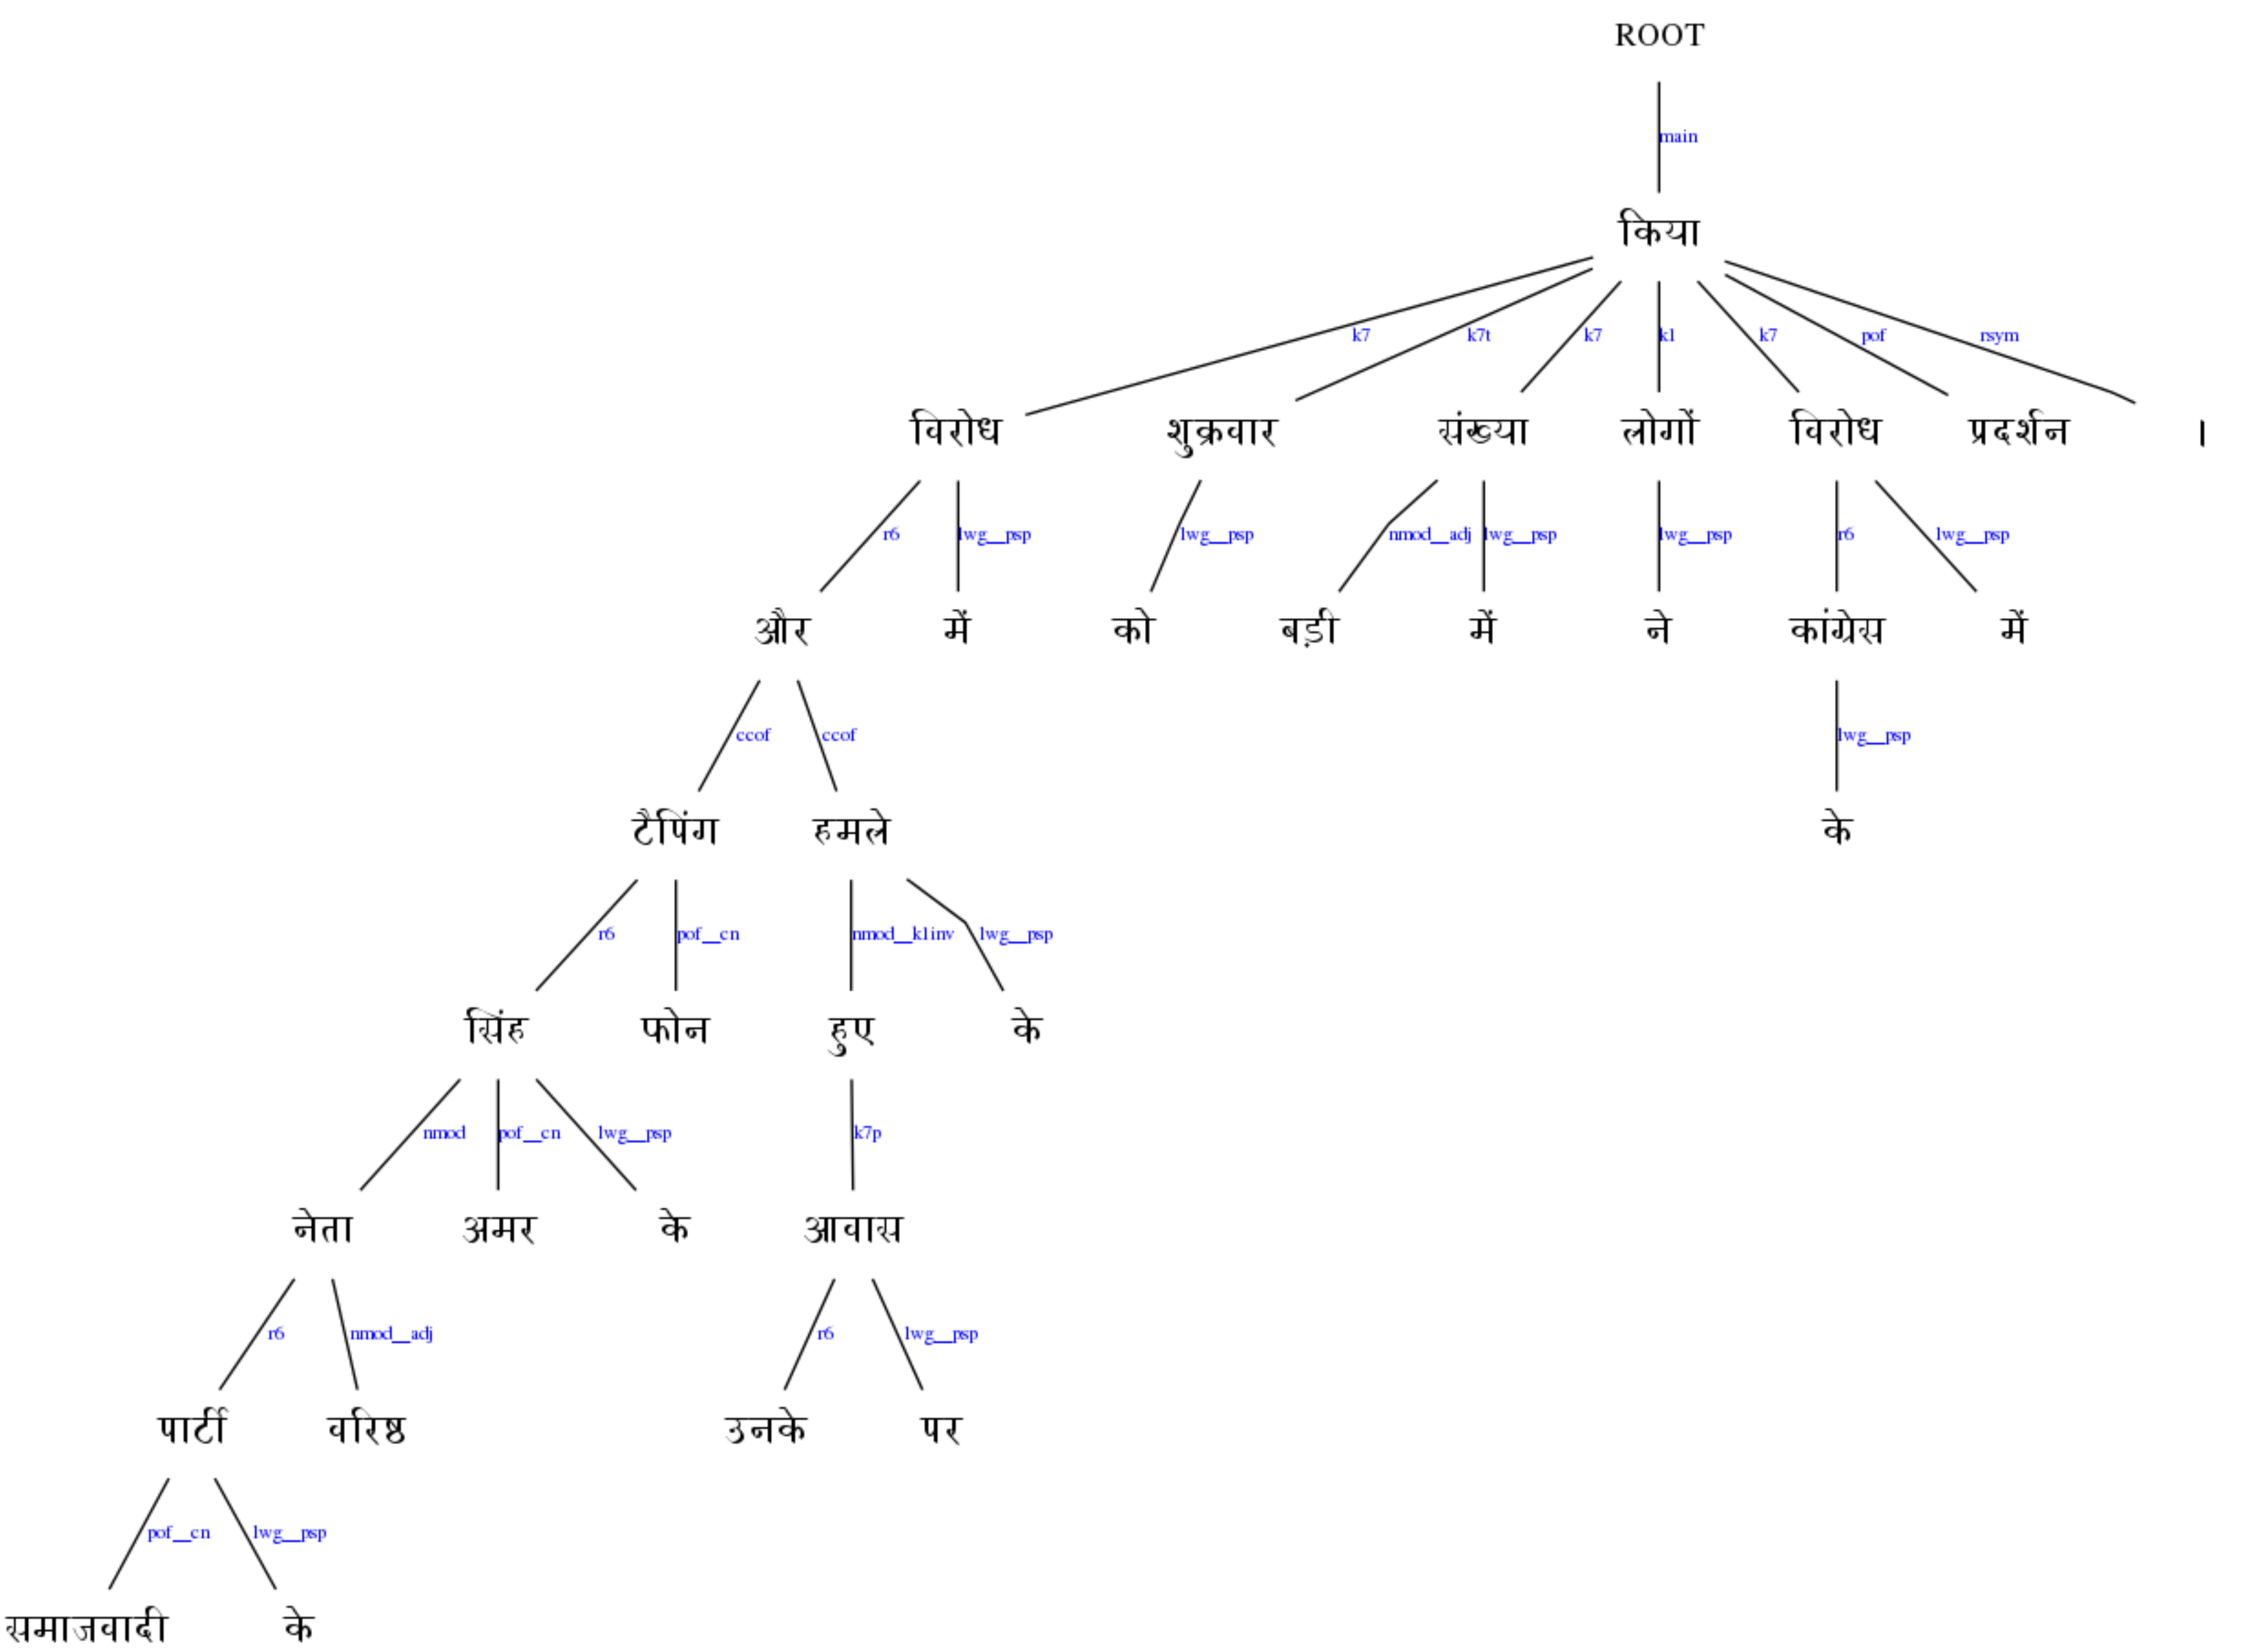 ROOT
main
किया
k7 k7t k7 k1 k7 pof rsym
विरोध शुक्रवार संख्या लोगों विरोध प्रदर्शन ।
r6 lwg__psp lwg__psp nmod__adj lwg__psp lwg__psp r6 lwg__psp
और में को बड़ी में ने कांग्रेस में
ccof ccof lwg__psp
टैपिंग हमले के
r6 pof__cn nmod__k1inv lwg__psp
सिंह फोन हुए के
nmod pof__cn lwg__psp k7p
नेता अमर के आवास
r6 nmod__adj r6 lwg__psp
पार्टी वरिष्ठ उनके पर
pof__cn lwg__psp
समाजवादी के